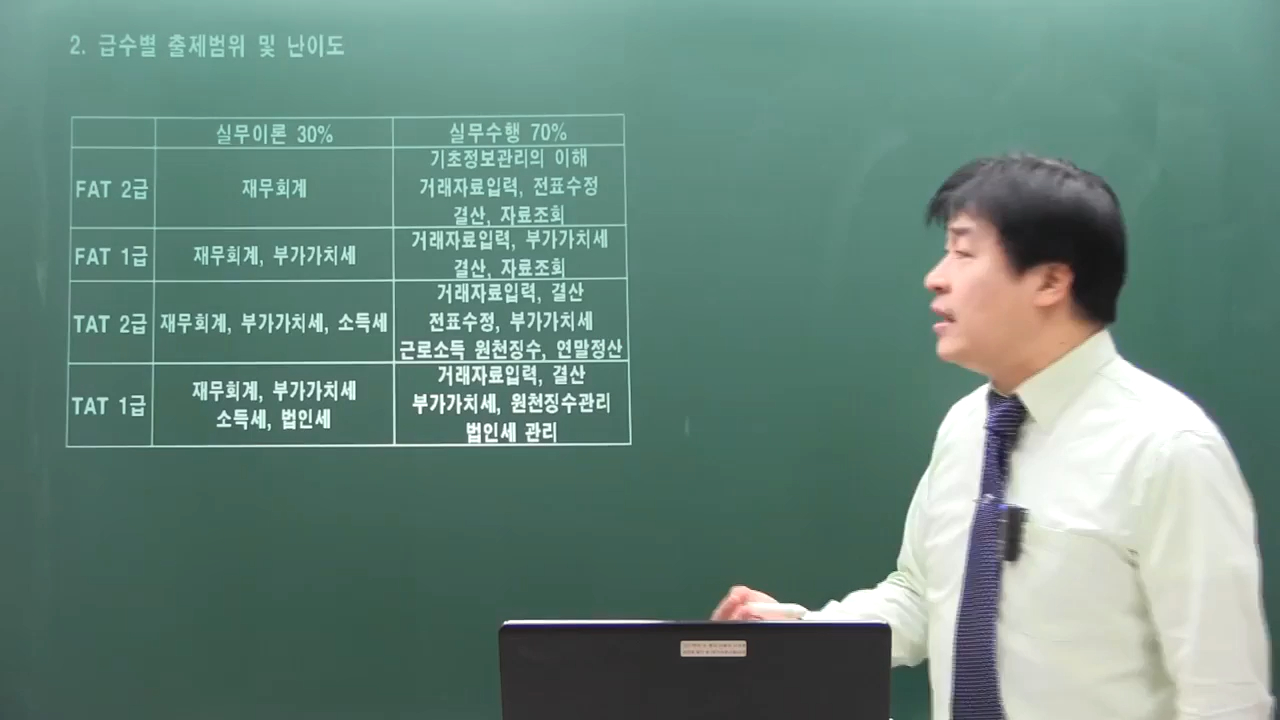 2. 급수별 출제범위 및 난이도
실무이론 30%
실무수행 70%
FAT 2급
재무회계
기초정보관리의 이해
거래자료입력, 전표수정
결산, 자료조회
FAT 1급
재무회계, 부가가치세
거래자료입력, 부가가치세
결산, 자료조회
TAT 2급
재무회계, 부가가치세, 소득세
거래자료입력, 결산
전표수정, 부가가치세
근로소득 원천징수, 연말정산
TAT 1급
재무회계, 부가가치세
소득세, 법인세
거래자료입력, 결산
부가가치세, 원천징수관리
법인세 관리